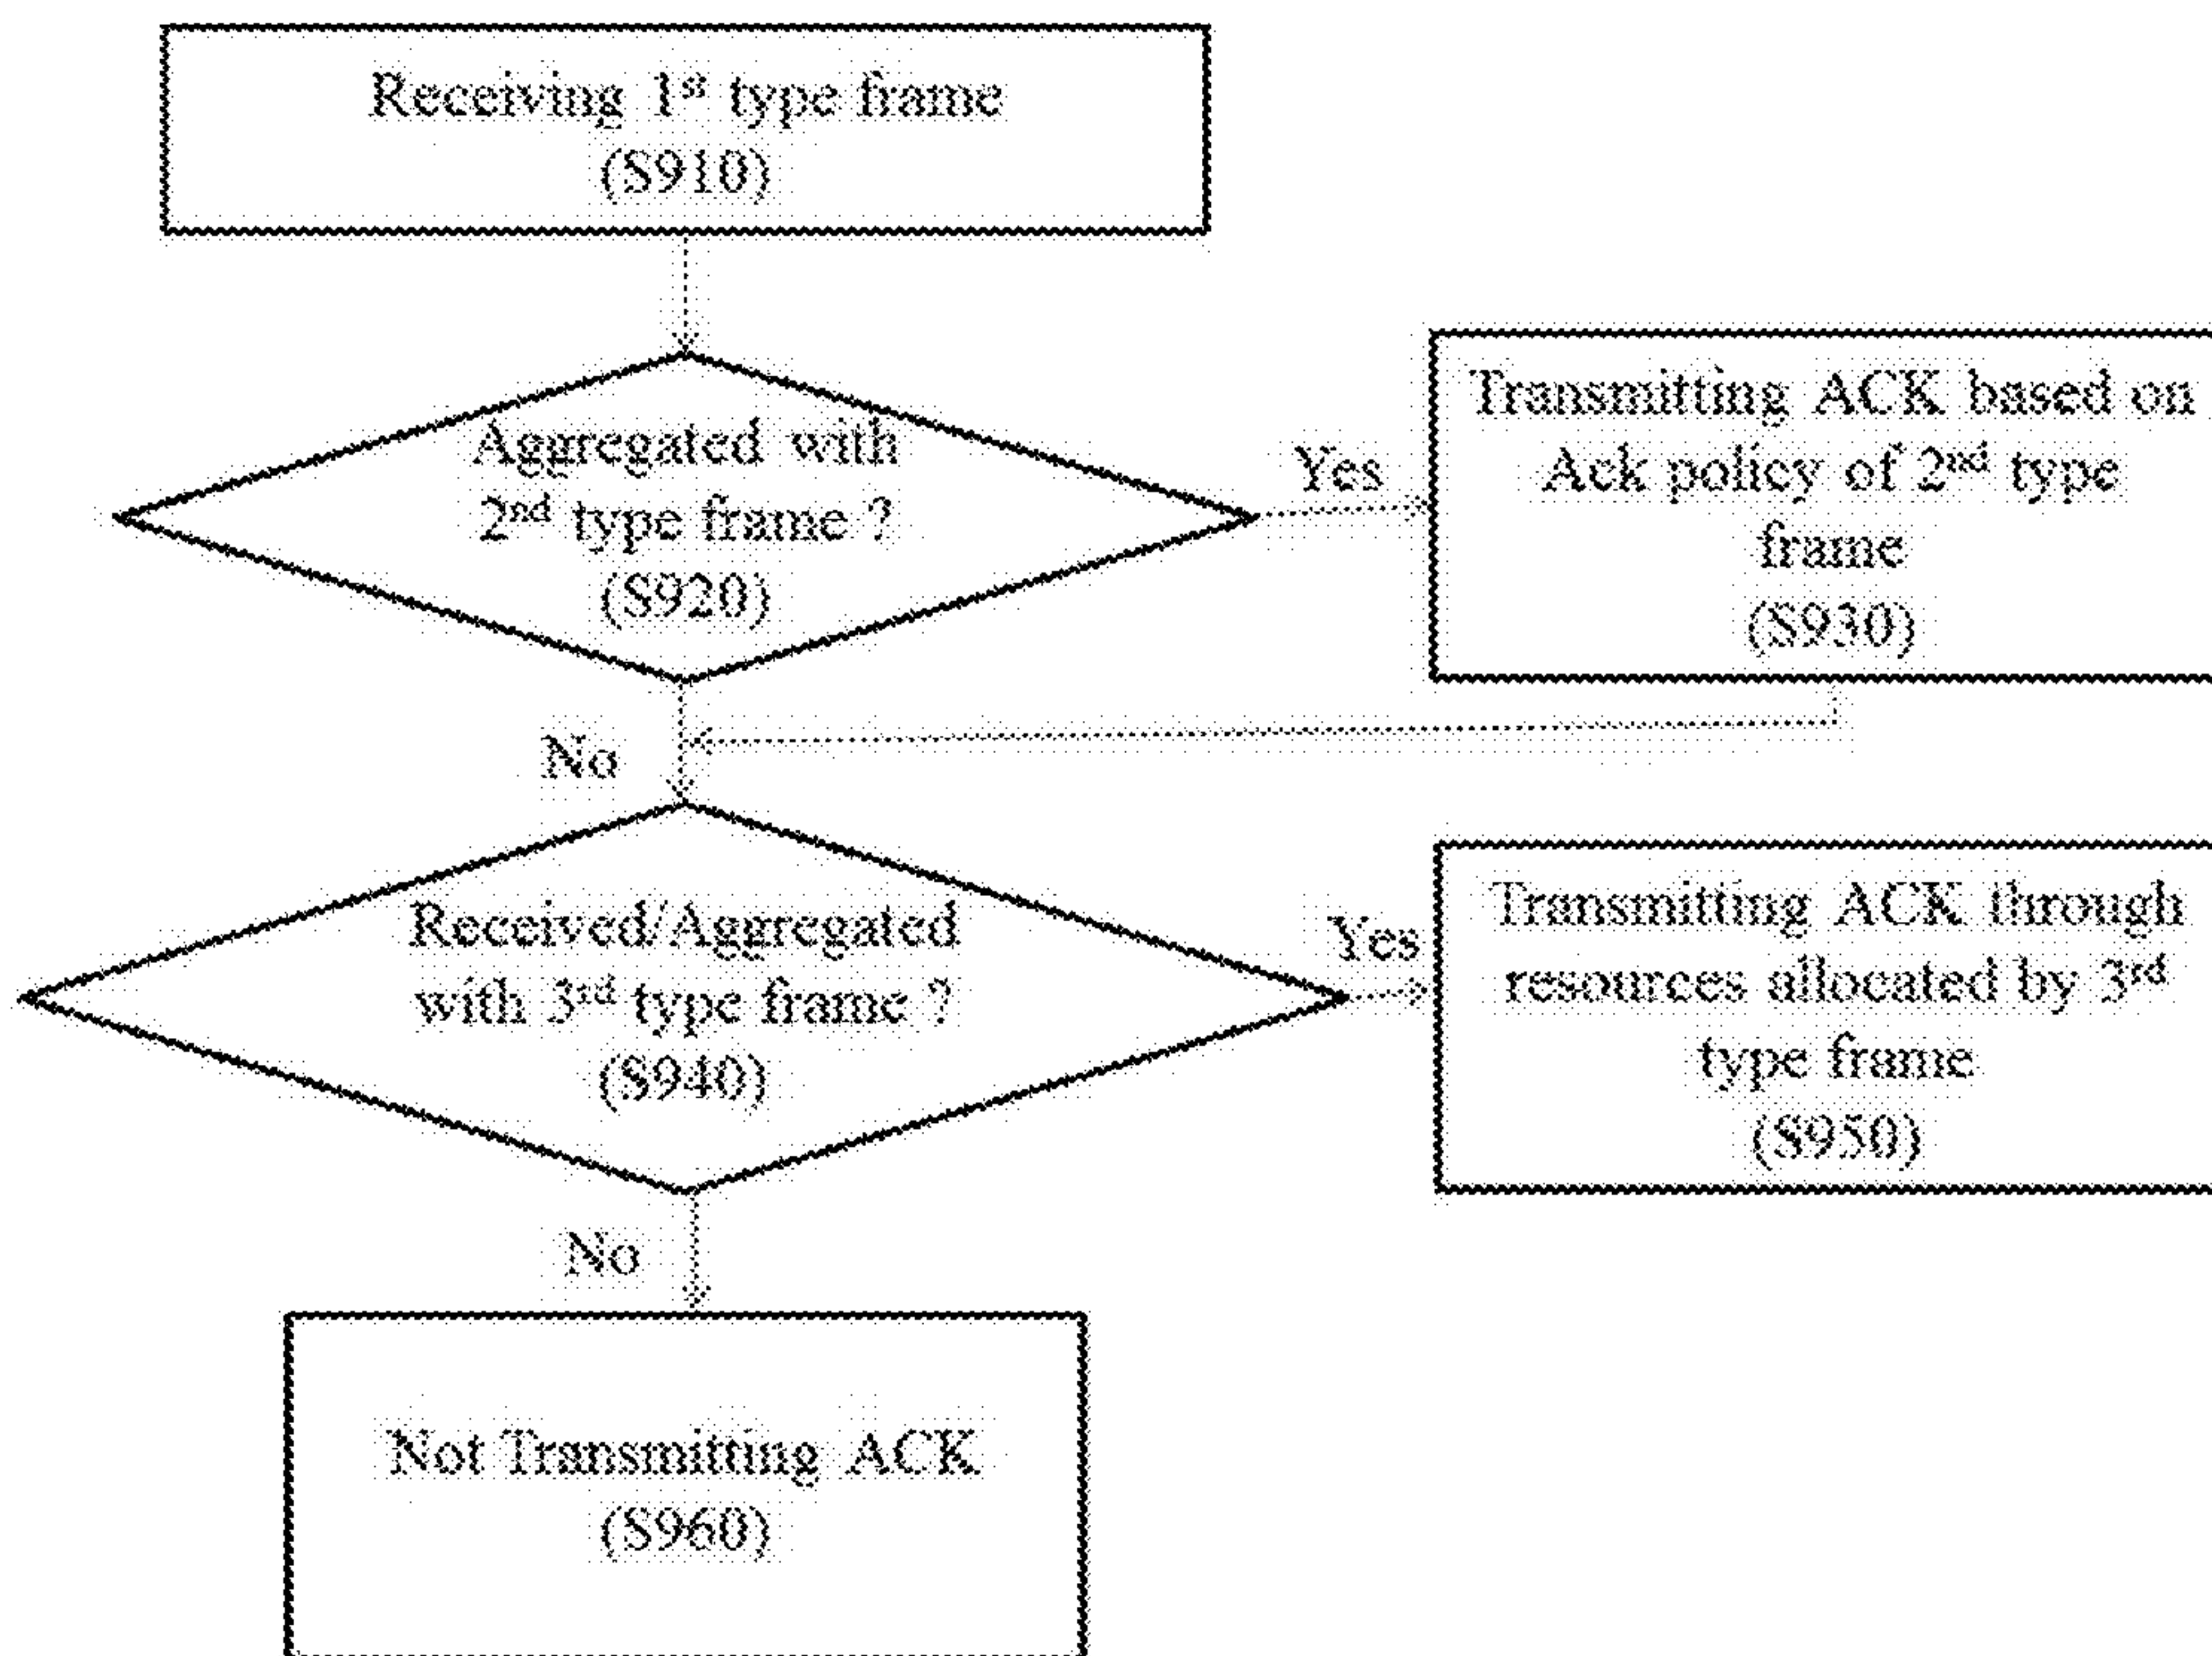 Receiving 1st type frame
(S910)
Aggregated with
2nd type frame ?
(S920)
Yes
Transmitting ACK based on
Ack policy of 2nd type
frame
(S930)
No
Received/Aggregated
with 3rd type frame ?
(S940)
Yes
Transmitting ACK through
resources allocated by 3rd
type frame
(S950)
No
Not Transmitting ACK
(S960)